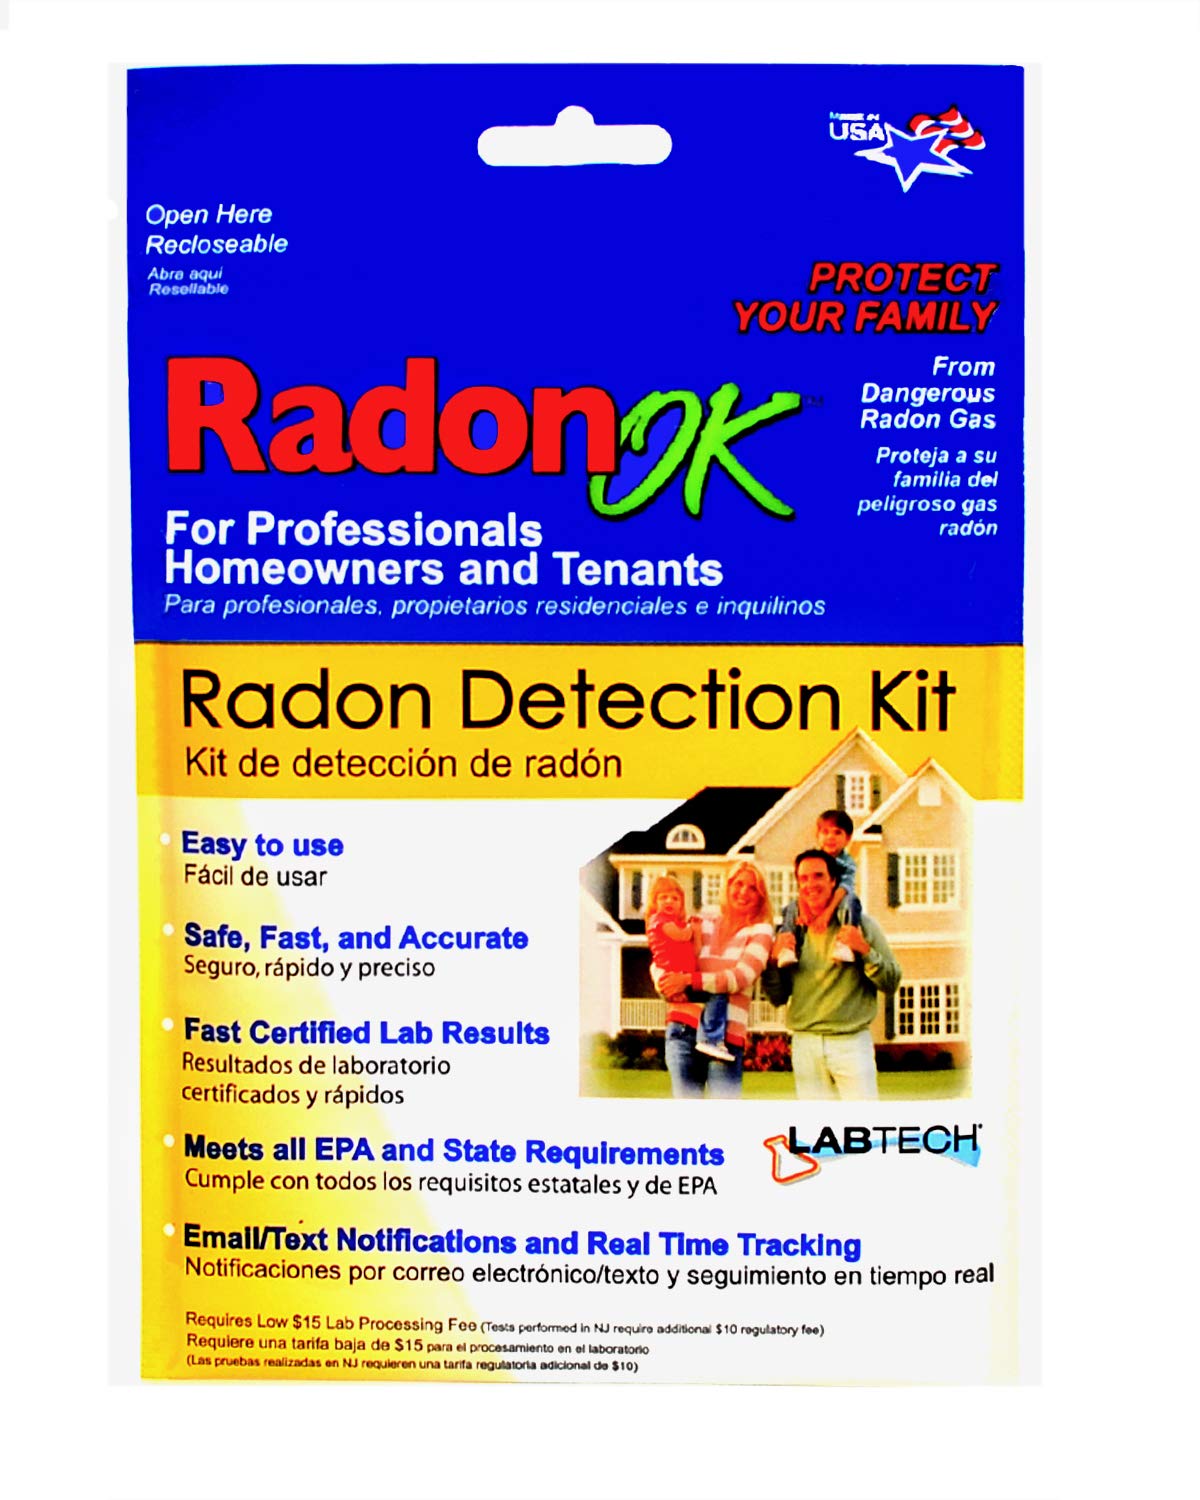 MADE IN
USA
Open Here
Recloseable
Abra aquí
Resellable
PROTECT
YOUR FAMILY
From
Dangerous
Radon Gas
Proteja a su
familia del
peligroso gas
radón
Radon OK™
For Professionals
Homeowners and Tenants
Para profesionales, propietarios residenciales e inquilinos
Radon Detection Kit
Kit de detección de radón
Easy to use
Fácil de usar
Safe, Fast, and Accurate
Seguro, rápido y preciso
Fast Certified Lab Results
Resultados de laboratorio
certificados y rápidos
Meets all EPA and State Requirements
Cumple con todos los requisitos estatales y de EPA
LABTECH®
Email/Text Notifications and Real Time Tracking
Notificaciones por correo electrónico/texto y seguimiento en tiempo real
Requires Low $15 Lab Processing Fee (Tests performed in NJ require additional $10 regulatory fee)
Requiere una tarifa baja de $15 para el procesamiento en el laboratorio
(Las pruebas realizadas en NJ requieren una tarifa regulatoria adicional de $10)